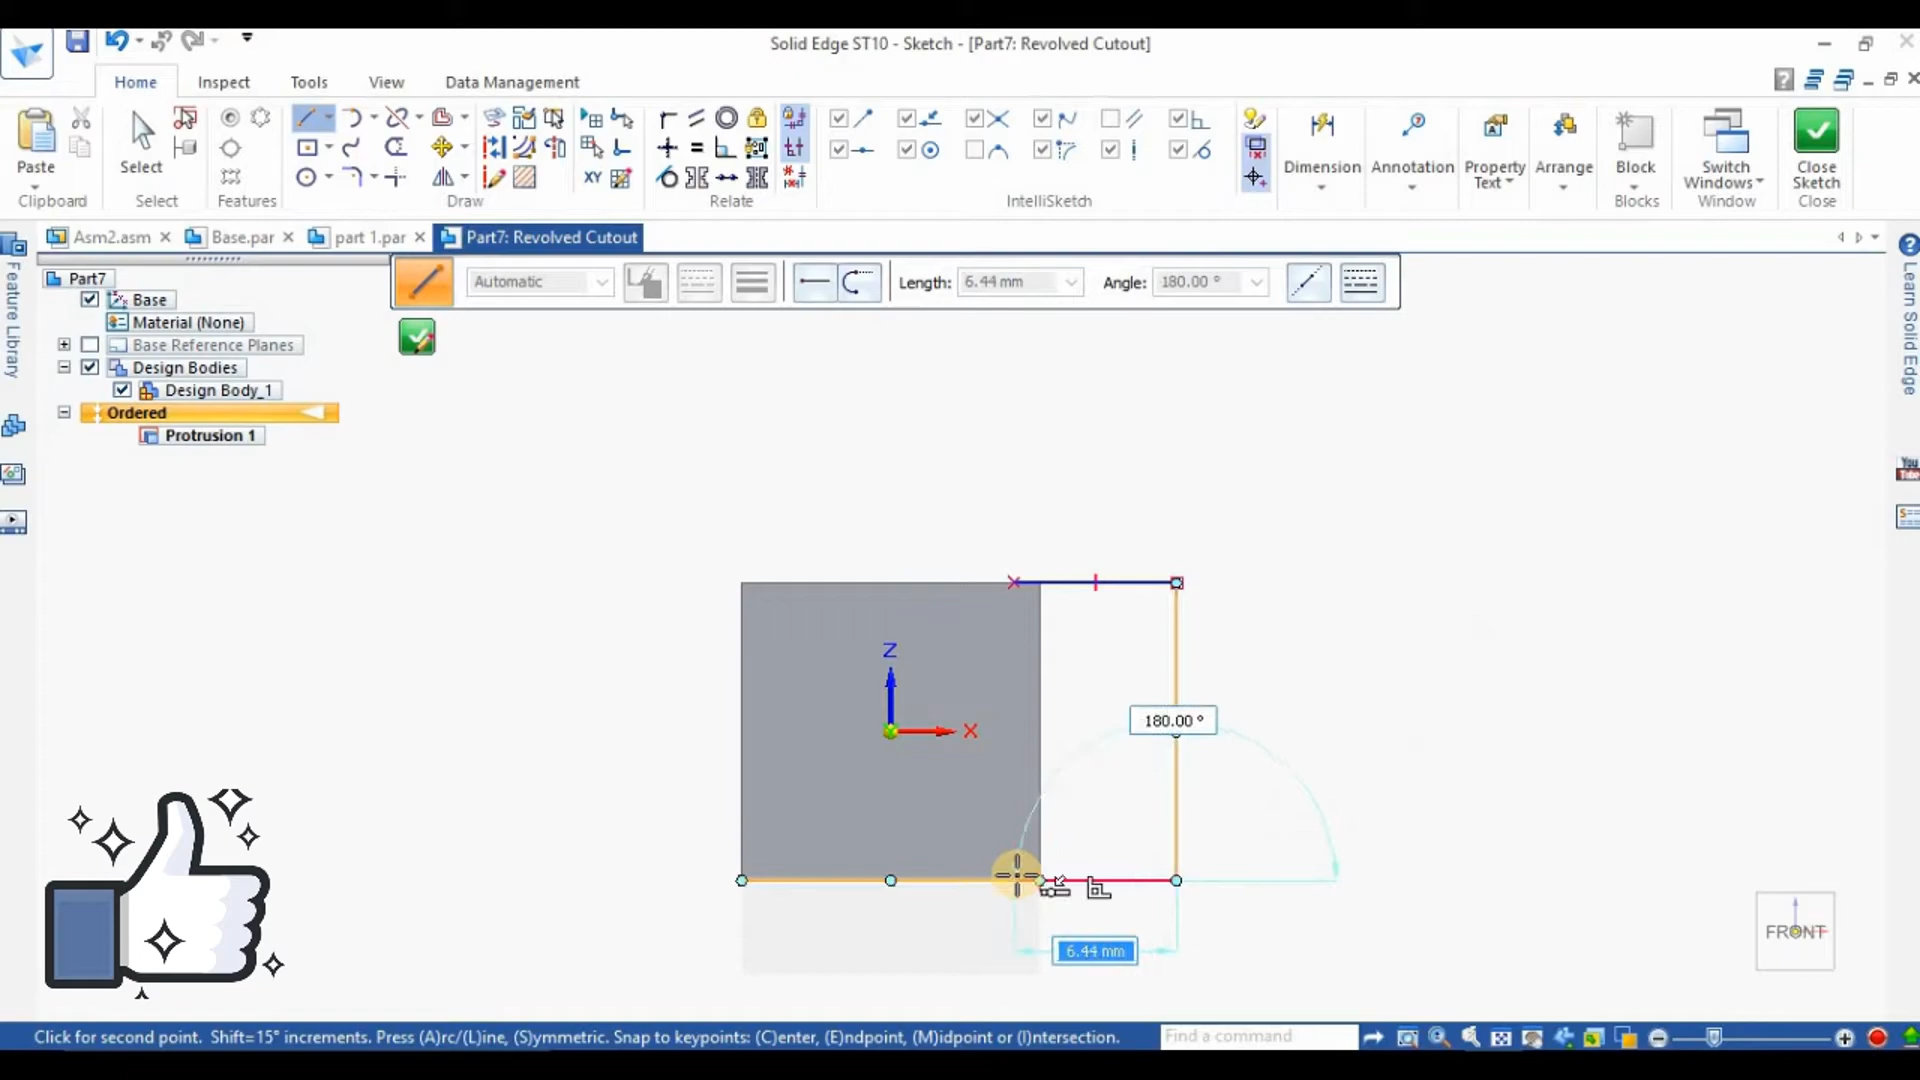 Solid Edge ST10 - Sketch - [Part7: Revolved Cutout]
Home Inspect Tools View Data Management
Paste
Clipboard
Select
Select
Features
Draw
XY
Relate
IntelliSketch
Dimension
Annotation
Property Text
Arrange
Block
Blocks
Switch Windows
Window
Close Sketch
Close
Asm2.asm Base.par part 1.par Part7: Revolved Cutout
Feature Library
Learn Solid Edge
You
Automatic
Length: 6.44 mm
Angle: 180.00 °
Part7
Base
Material (None)
Base Reference Planes
Design Bodies
Design Body_1
Ordered
Protrusion 1
Z
X
180.00 °
6.44 mm
FRONT
Click for second point. Shift=15° increments. Press (A)rc/(L)ine, (S)ymmetric. Snap to keypoints: (C)enter, (E)ndpoint, (M)idpoint or (I)ntersection.
Find a command